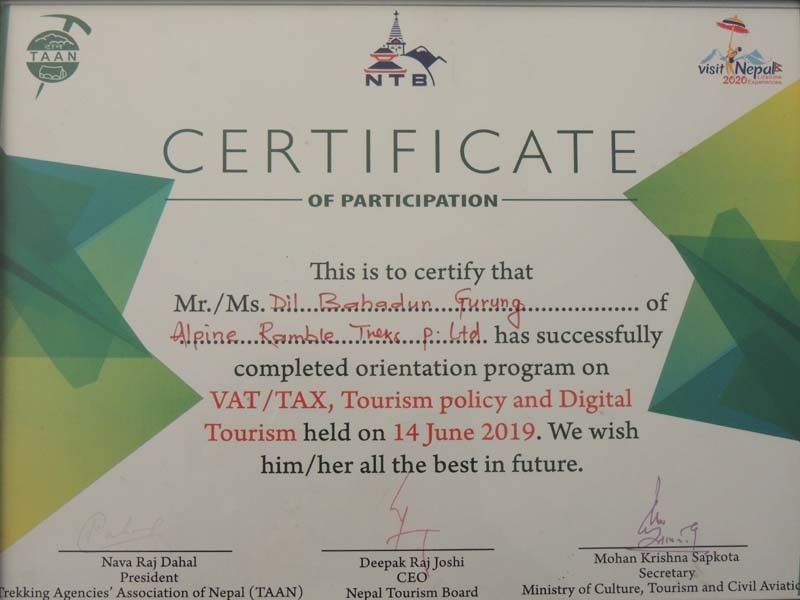 TAAN
NTB
visit Nepal
2020 Lifetime
Experiences
CERTIFICATE
OF PARTICIPATION
This is to certify that
Mr./Ms. Dil Bahadun Gurung of
Alpine Ramble Treks p. Ltd. has successfully
completed orientation program on
VAT/TAX, Tourism policy and Digital
Tourism held on 14 June 2019. We wish
him/her all the best in future.
Nava Raj Dahal
President
Trekking Agencies' Association of Nepal (TAAN)
Deepak Raj Joshi
CEO
Nepal Tourism Board
Mohan Krishna Sapkota
Secretary
Ministry of Culture, Tourism and Civil Aviatio